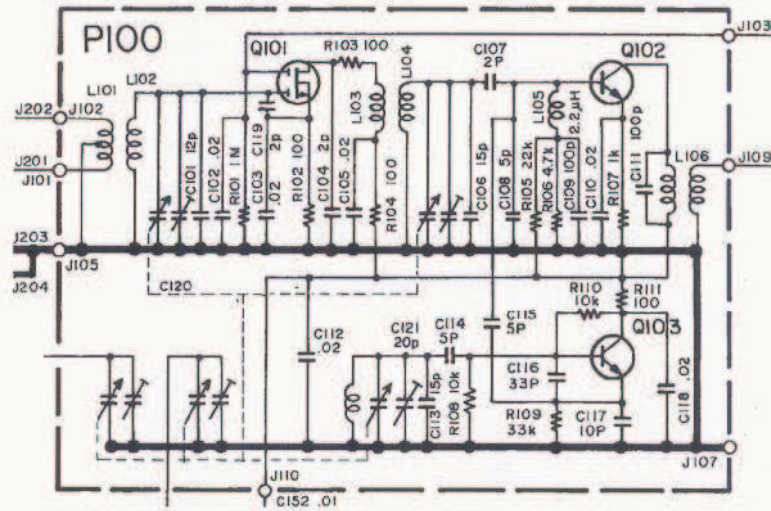 P100
Q101
R103 100
L104
C107
2P
Q102
J103
L101
L102
J202
J102
L103
L105
2.2µH
C111 100p
L106
J109
J201
J101
C101 12p
C102 .02
R101 1M
C119 2p
C103 .02
R102 100
C104 2p
C105 .02
R104 100
C106 15p
C108 5p
R105 22k
R106 4.7k
C109 100p
C110 .02
R107 1k
J203
J105
J204
C120
C112
.02
C121
20p
C114
5P
C115
5P
R110
10k
R111
100
Q103
C113 15p
R108 10k
C116
33P
R109
33k
C117
10P
C118 .02
J107
J110
C152 .01